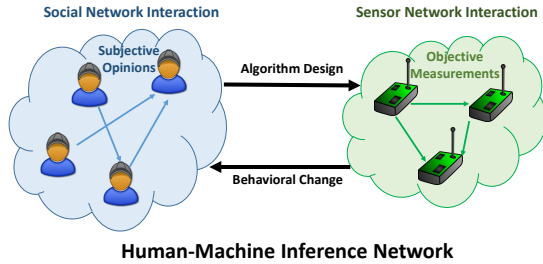 Social Network Interaction
Sensor Network Interaction
Subjective
Opinions
Objective
Measurements
Algorithm Design
Behavioral Change
Human-Machine Inference Network